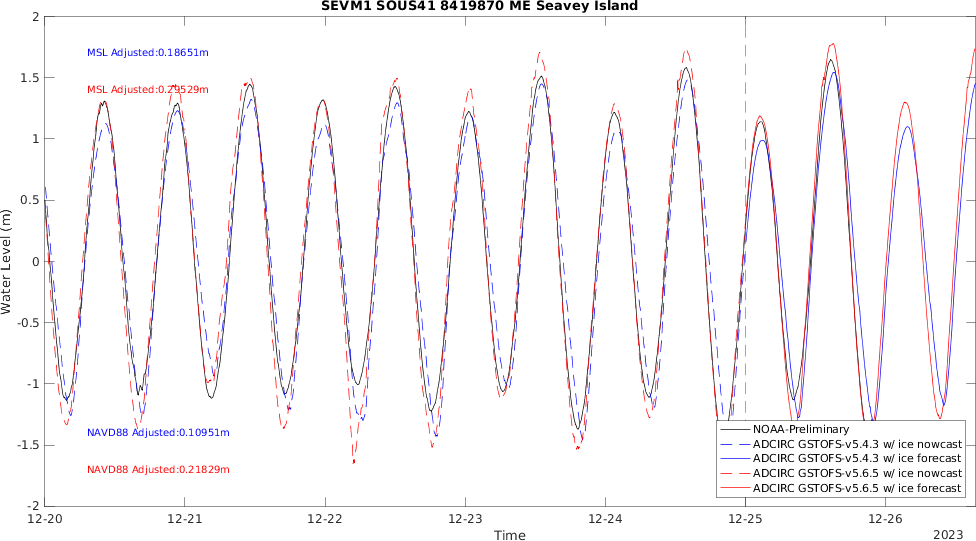 SEVM1 SOUS41 8419870 ME Seavey Island
2
1.5
1
0.5
0
-0.5
-1
-1.5
-2
Water Level (m)
MSL Adjusted:0.18651m
MSL Adjusted:0.29529m
NAVD88 Adjusted:0.10951m
NAVD88 Adjusted:0.21829m
NOAA-Preliminary
ADCIRC GSTOFS-v5.4.3 w/ ice nowcast
ADCIRC GSTOFS-v5.4.3 w/ ice forecast
ADCIRC GSTOFS-v5.6.5 w/ ice nowcast
ADCIRC GSTOFS-v5.6.5 w/ ice forecast
12-20
12-21
12-22
12-23
12-24
12-25
12-26
Time
2023